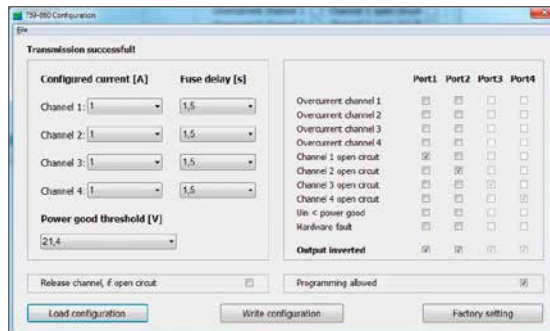 759-860 Configuration
File
Transmission successful!
Configured current [A]
Fuse delay [s]
Channel 1: 1
1,5
Channel 2: 1
1,5
Channel 3: 1
1,5
Channel 4: 1
1,5
Power good threshold [V]
21,4
Port1 Port2 Port3 Port4
Overcurrent channel 1
Overcurrent channel 2
Overcurrent channel 3
Overcurrent channel 4
Channel 1 open circuit
Channel 2 open circuit
Channel 3 open circuit
Channel 4 open circuit
Uin < power good
Hardware fault
Output inverted
Release channel, if open circuit
Programming allowed
Load configuration
Write configuration
Factory setting